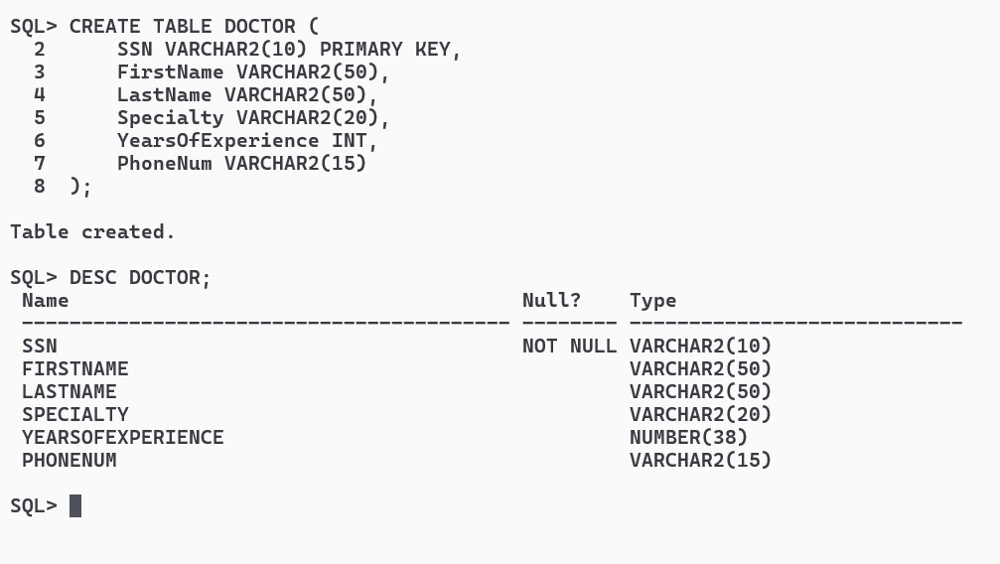 SQL> CREATE TABLE DOCTOR (
  2      SSN VARCHAR2(10) PRIMARY KEY,
  3      FirstName VARCHAR2(50),
  4      LastName VARCHAR2(50),
  5      Specialty VARCHAR2(20),
  6      YearsOfExperience INT,
  7      PhoneNum VARCHAR2(15)
  8  );
Table created.
SQL> DESC DOCTOR;
 Name                                      Null?    Type
 ----------------------------------------- -------- ----------------------------
 SSN                                       NOT NULL VARCHAR2(10)
 FIRSTNAME                                          VARCHAR2(50)
 LASTNAME                                           VARCHAR2(50)
 SPECIALTY                                          VARCHAR2(20)
 YEARSOFEXPERIENCE                                  NUMBER(38)
 PHONENUM                                           VARCHAR2(15)
SQL>